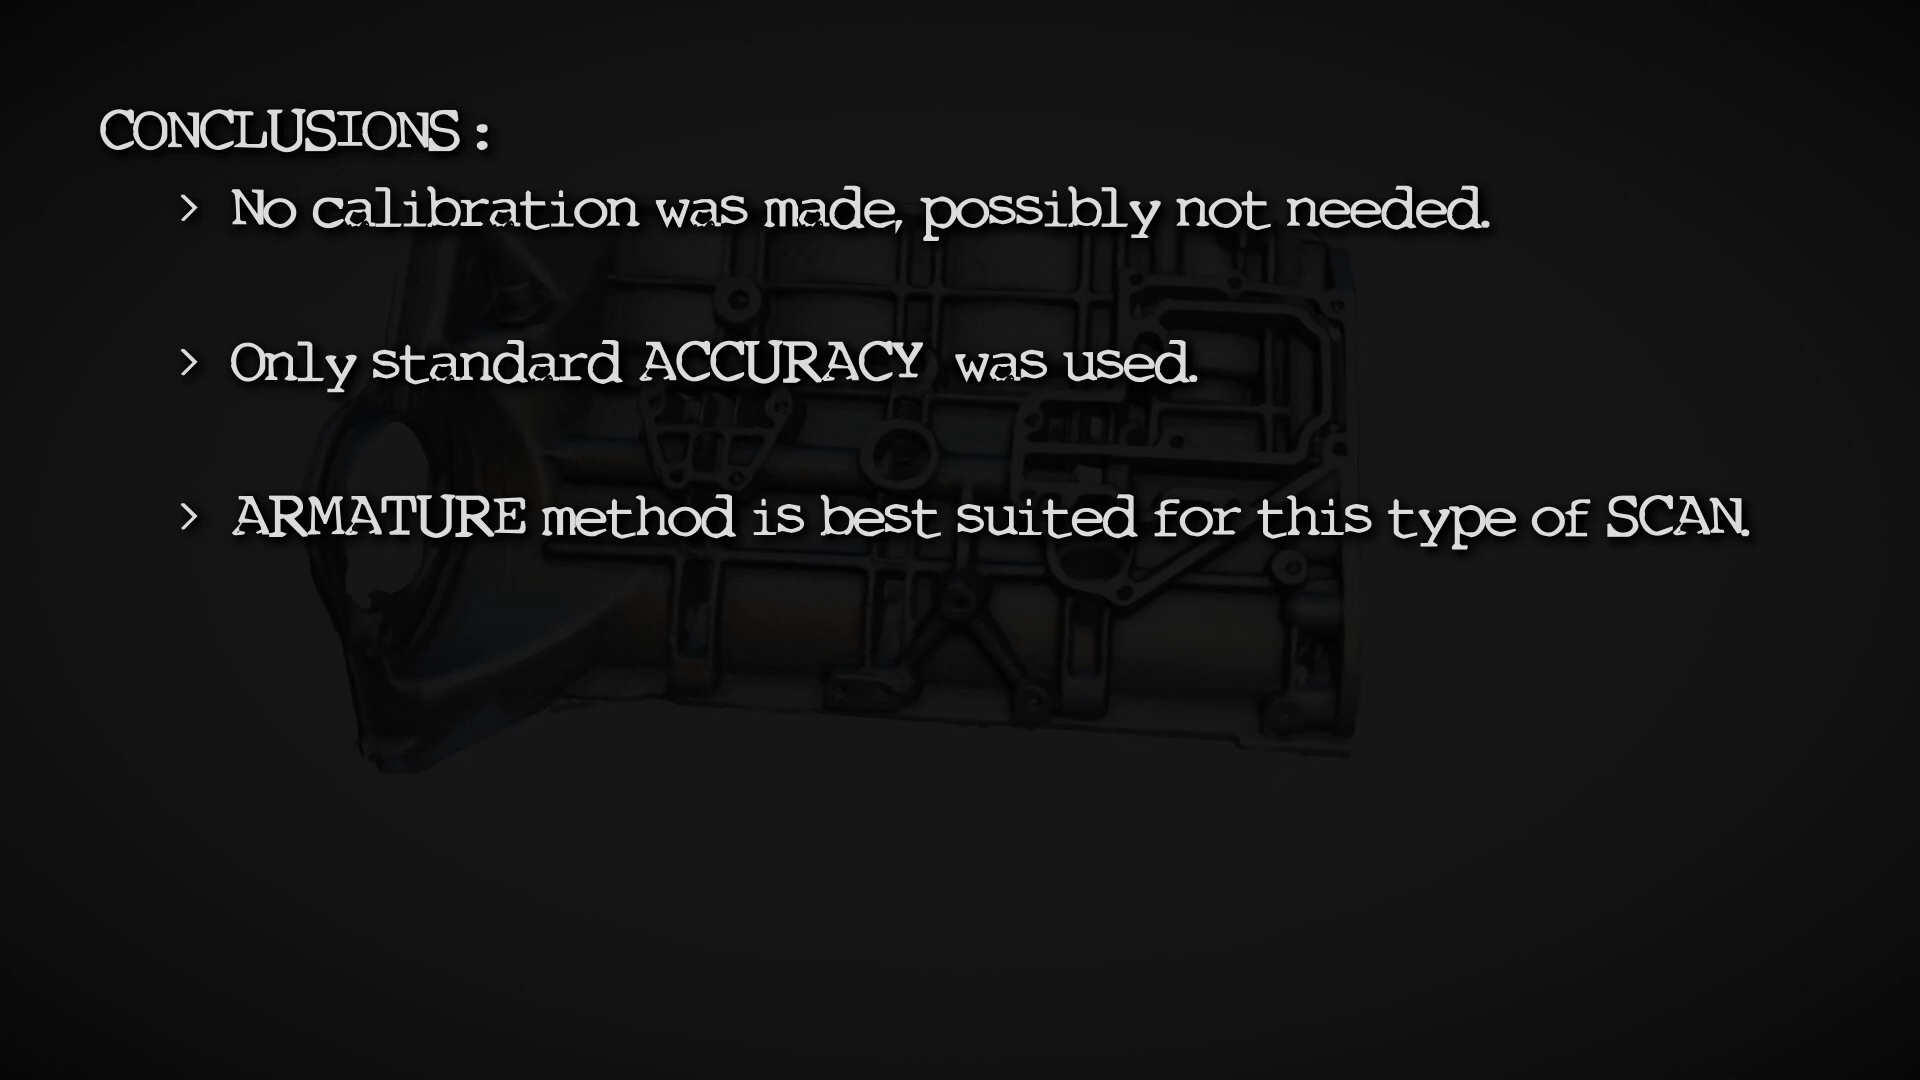 CONCLUSIONS:
> No calibration was made, possibly not needed.
> Only standard ACCURACY was used.
> ARMATURE method is best suited for this type of SCAN.